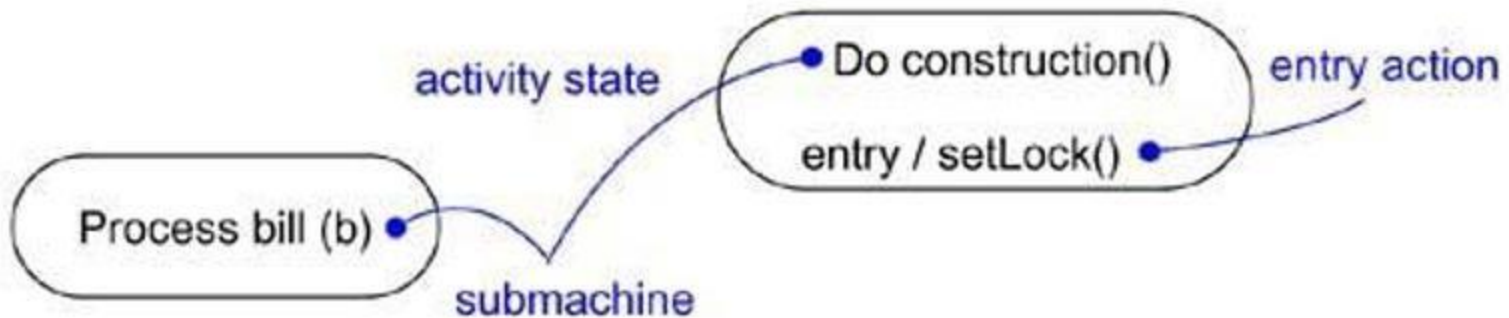 activity state
Do construction()
entry action
entry / setLock()
Process bill (b)
submachine